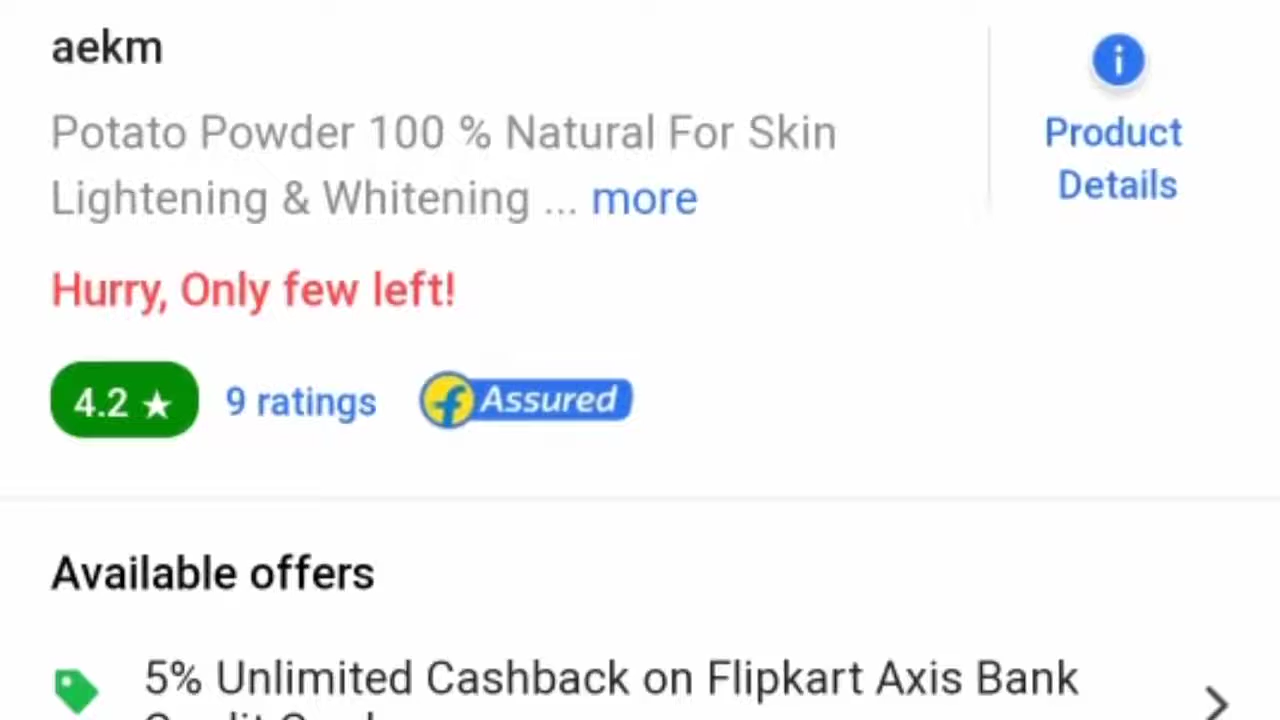 aekm
Potato Powder 100 % Natural For Skin
Lightening & Whitening ... more
Product
Details
Hurry, Only few left!
4.2 ★ 9 ratings Assured
Available offers
5% Unlimited Cashback on Flipkart Axis Bank